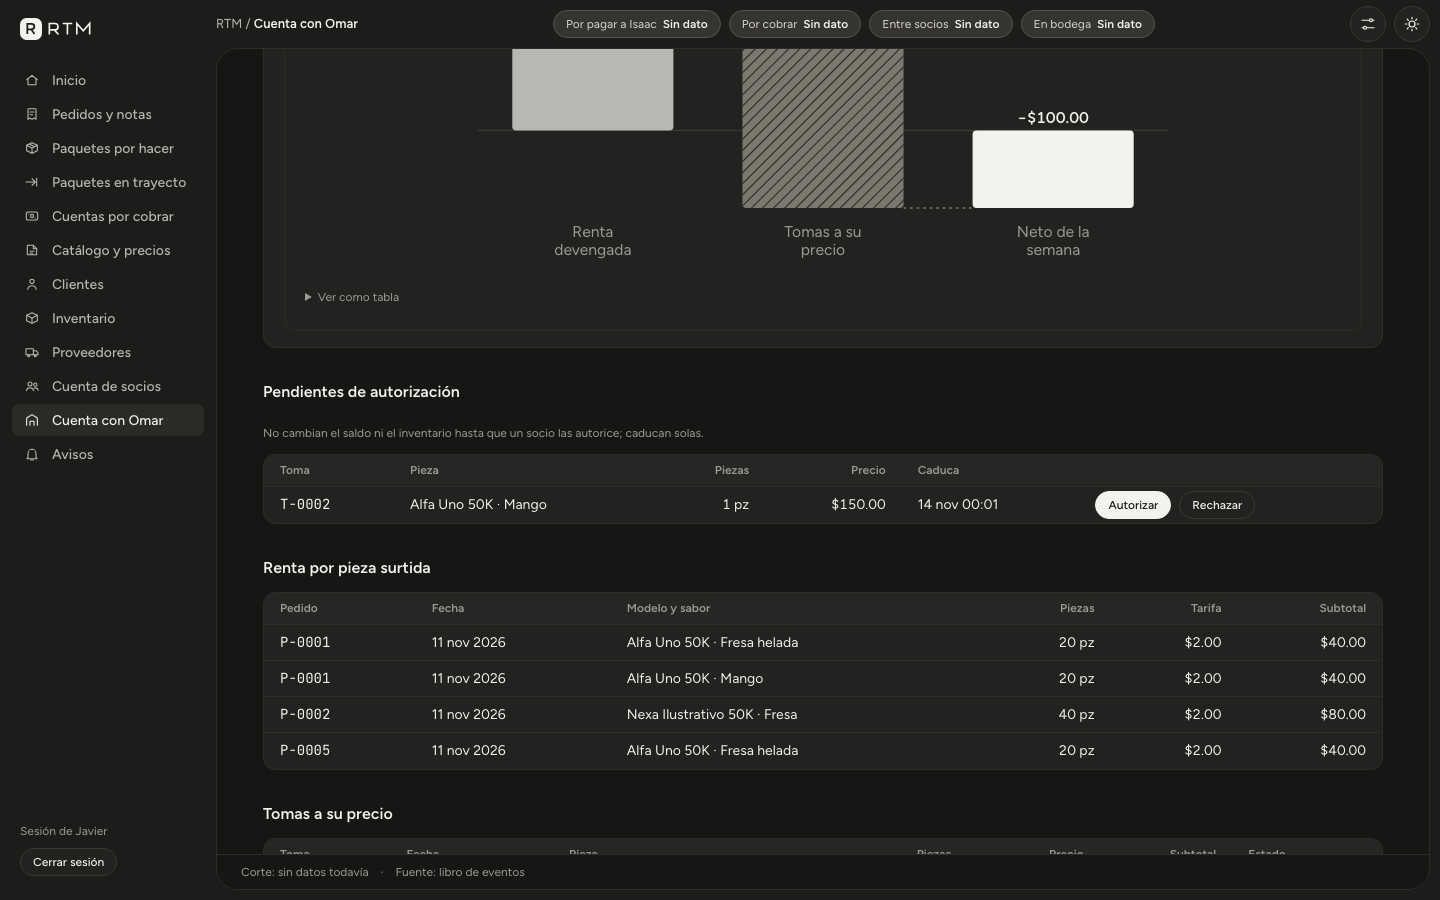 R RTM
Inicio
Pedidos y notas
Paquetes por hacer
Paquetes en trayecto
Cuentas por cobrar
Catálogo y precios
Clientes
Inventario
Proveedores
Cuenta de socios
Cuenta con Omar
Avisos
Sesión de Javier
Cerrar sesión
RTM / Cuenta con Omar
Por pagar a Isaac Sin dato
Por cobrar Sin dato
Entre socios Sin dato
En bodega Sin dato
−$100.00
Renta devengada
Tomas a su precio
Neto de la semana
Ver como tabla
Pendientes de autorización
No cambian el saldo ni el inventario hasta que un socio las autorice; caducan solas.
Toma Pieza Piezas Precio Caduca
T-0002 Alfa Uno 50K · Mango 1 pz $150.00 14 nov 00:01 Autorizar Rechazar
Renta por pieza surtida
Pedido Fecha Modelo y sabor Piezas Tarifa Subtotal
P-0001 11 nov 2026 Alfa Uno 50K · Fresa helada 20 pz $2.00 $40.00
P-0001 11 nov 2026 Alfa Uno 50K · Mango 20 pz $2.00 $40.00
P-0002 11 nov 2026 Nexa Ilustrativo 50K · Fresa 40 pz $2.00 $80.00
P-0005 11 nov 2026 Alfa Uno 50K · Fresa helada 20 pz $2.00 $40.00
Tomas a su precio
Toma Fecha Pieza Piezas Precio Subtotal Estado
Corte: sin datos todavía · Fuente: libro de eventos